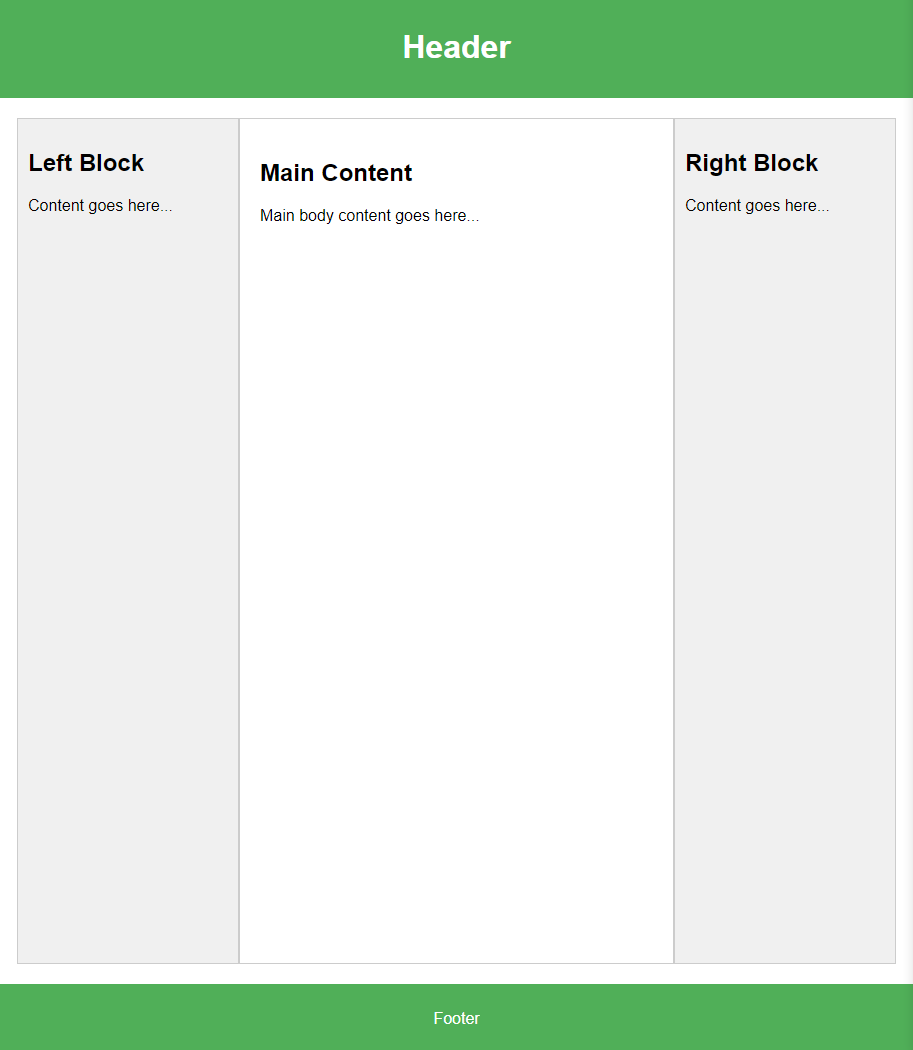 Header
Left Block
Content goes here...
Main Content
Main body content goes here...
Right Block
Content goes here...
Footer